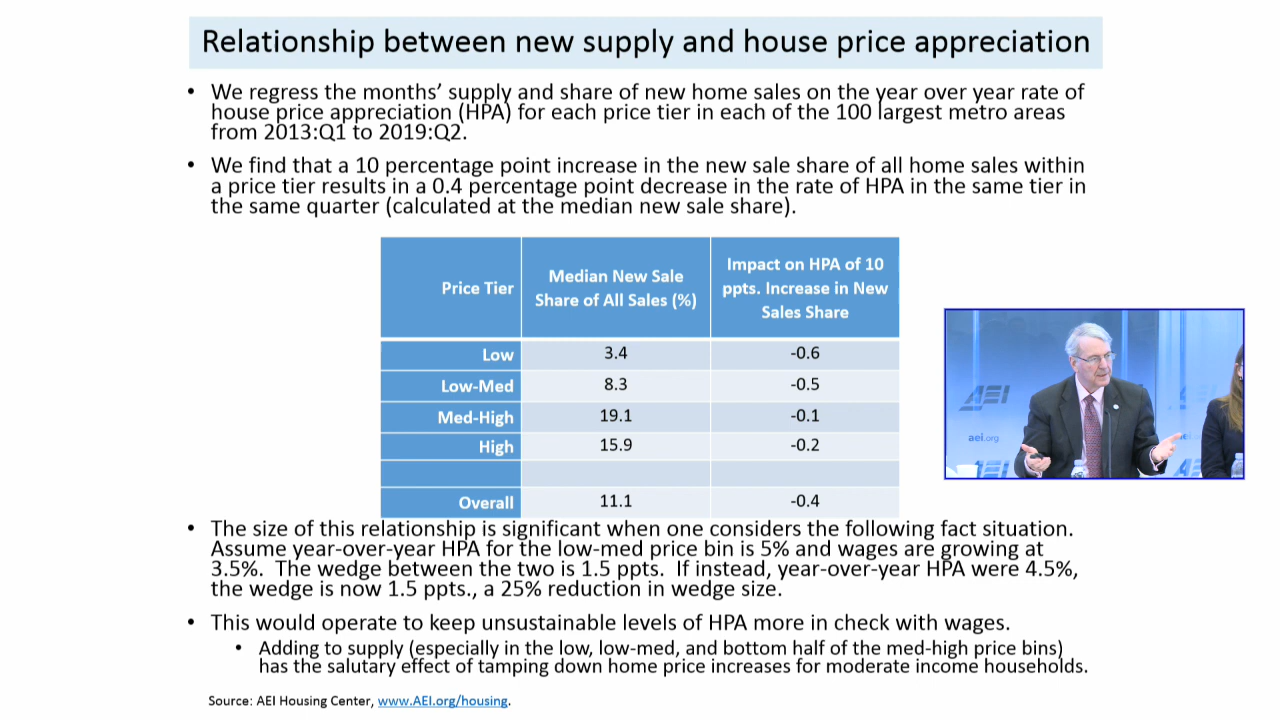 Relationship between new supply and house price appreciation
• We regress the months’ supply and share of new home sales on the year over year rate of
house price appreciation (HPA) for each price tier in each of the 100 largest metro areas
from 2013:Q1 to 2019:Q2.
• We find that a 10 percentage point increase in the new sale share of all home sales within
a price tier results in a 0.4 percentage point decrease in the rate of HPA in the same tier in
the same quarter (calculated at the median new sale share).
Price Tier
Median New Sale
Share of All Sales (%)
Impact on HPA of 10
ppts. Increase in New
Sales Share
Low 3.4 -0.6
Low-Med 8.3 -0.5
Med-High 19.1 -0.1
High 15.9 -0.2
Overall 11.1 -0.4
AEI
aei.org
AEI
• The size of this relationship is significant when one considers the following fact situation.
Assume year-over-year HPA for the low-med price bin is 5% and wages are growing at
3.5%. The wedge between the two is 1.5 ppts. If instead, year-over-year HPA were 4.5%,
the wedge is now 1.5 ppts., a 25% reduction in wedge size.
• This would operate to keep unsustainable levels of HPA more in check with wages.
• Adding to supply (especially in the low, low-med, and bottom half of the med-high price bins)
has the salutary effect of tamping down home price increases for moderate income households.
Source: AEI Housing Center, www.AEI.org/housing.